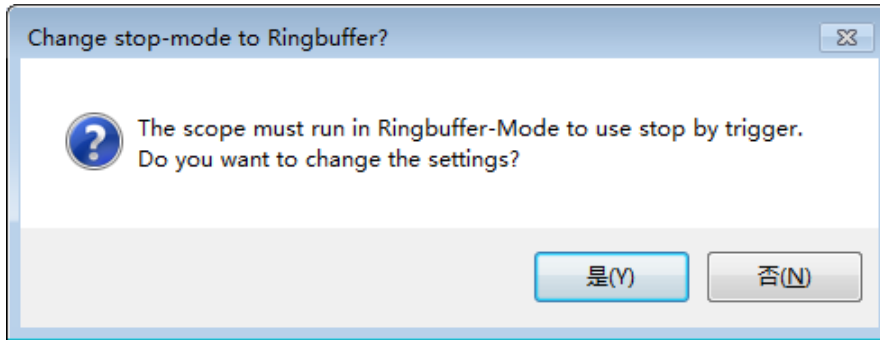 Change stop-mode to Ringbuffer?
The scope must run in Ringbuffer-Mode to use stop by trigger.
Do you want to change the settings?
是(Y)
否(N)